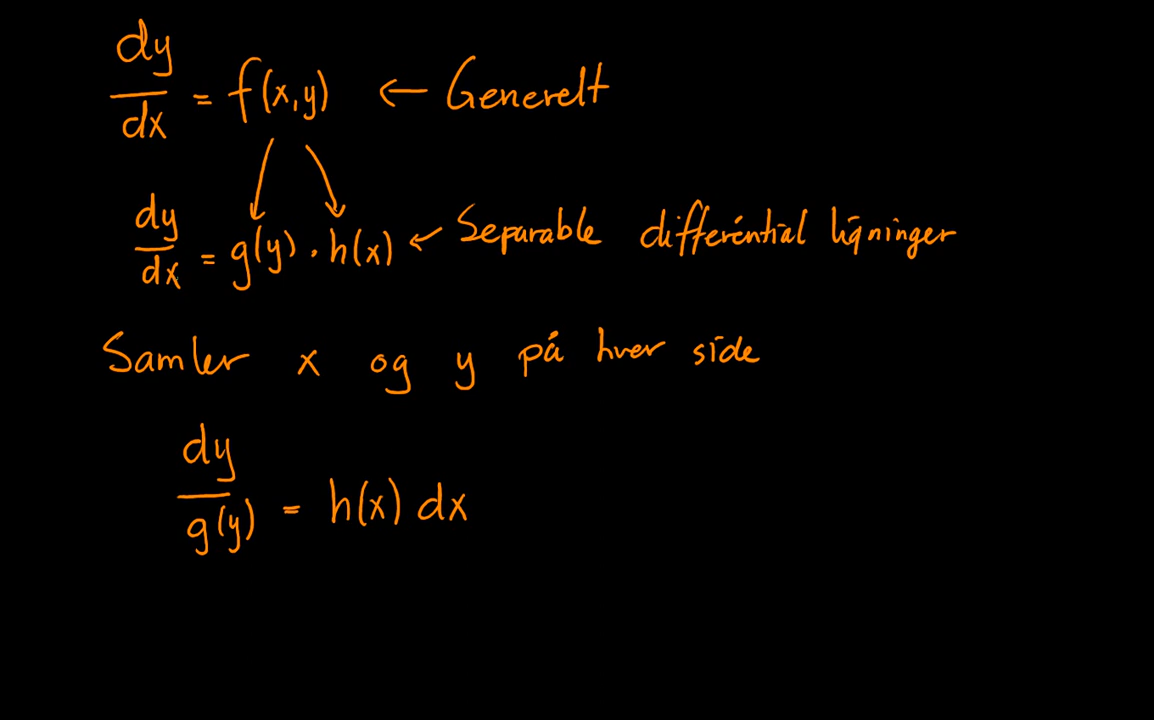 dy/dx = f(x,y) ← Generelt
dy/dx = g(y) · h(x) ← Separable differential ligninger
Samler x og y på hver side
dy/g(y) = h(x) dx